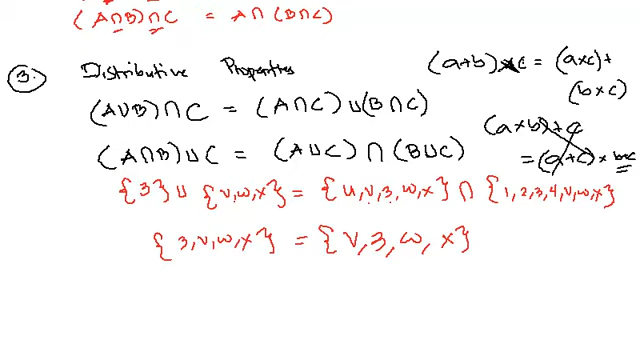 (A∩B)∩C = A∩(B∩C)
3. Distributive Properties
(a+b)×c = (a×c)+
(b×c)
(A∪B)∩C = (A∩C)∪(B∩C)
(a×b)+c
= (a+c)×b+c
(A∩B)∪C = (A∪C)∩(B∪C)
{3}∪{v,w,x} = {u,v,3,w,x}∩{1,2,3,4,v,w,x}
{3,v,w,x} = {v,3,w,x}